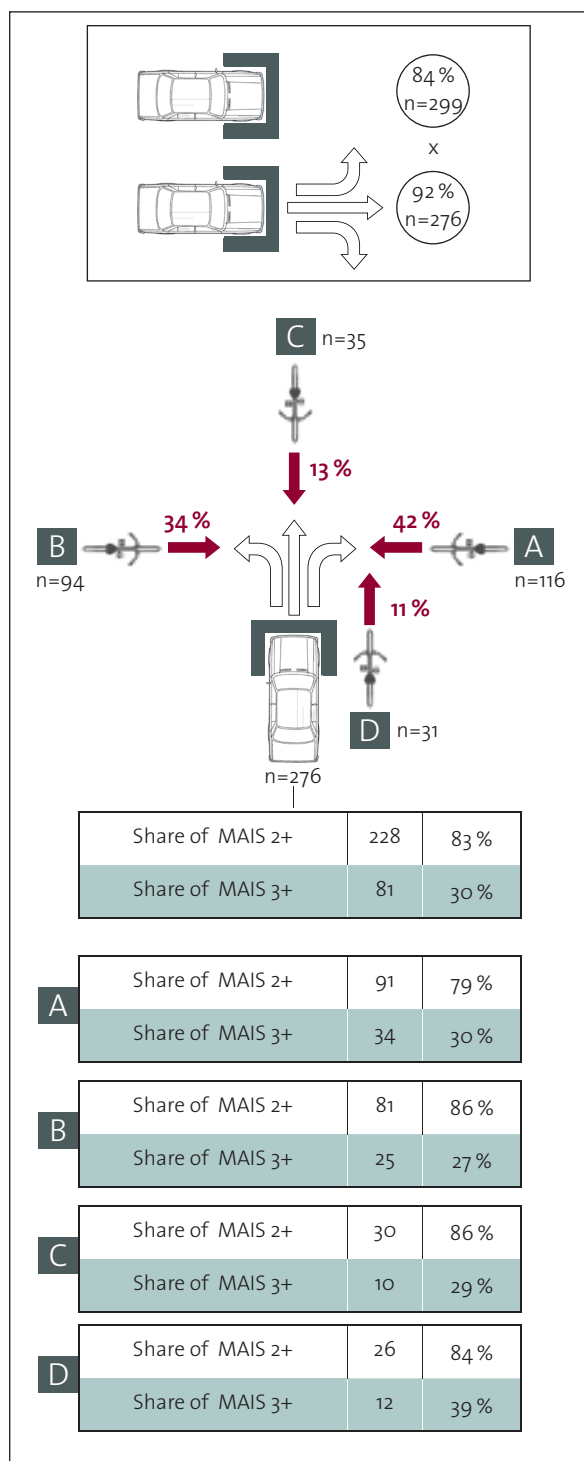 84 %
n=299
x
92 %
n=276
C n=35
13 %
34 %
42 %
B
A
n=94
n=116
11 %
D n=31
n=276
Share of MAIS 2+ 228 83 %
Share of MAIS 3+ 81 30 %
A
Share of MAIS 2+ 91 79 %
Share of MAIS 3+ 34 30 %
B
Share of MAIS 2+ 81 86 %
Share of MAIS 3+ 25 27 %
C
Share of MAIS 2+ 30 86 %
Share of MAIS 3+ 10 29 %
D
Share of MAIS 2+ 26 84 %
Share of MAIS 3+ 12 39 %